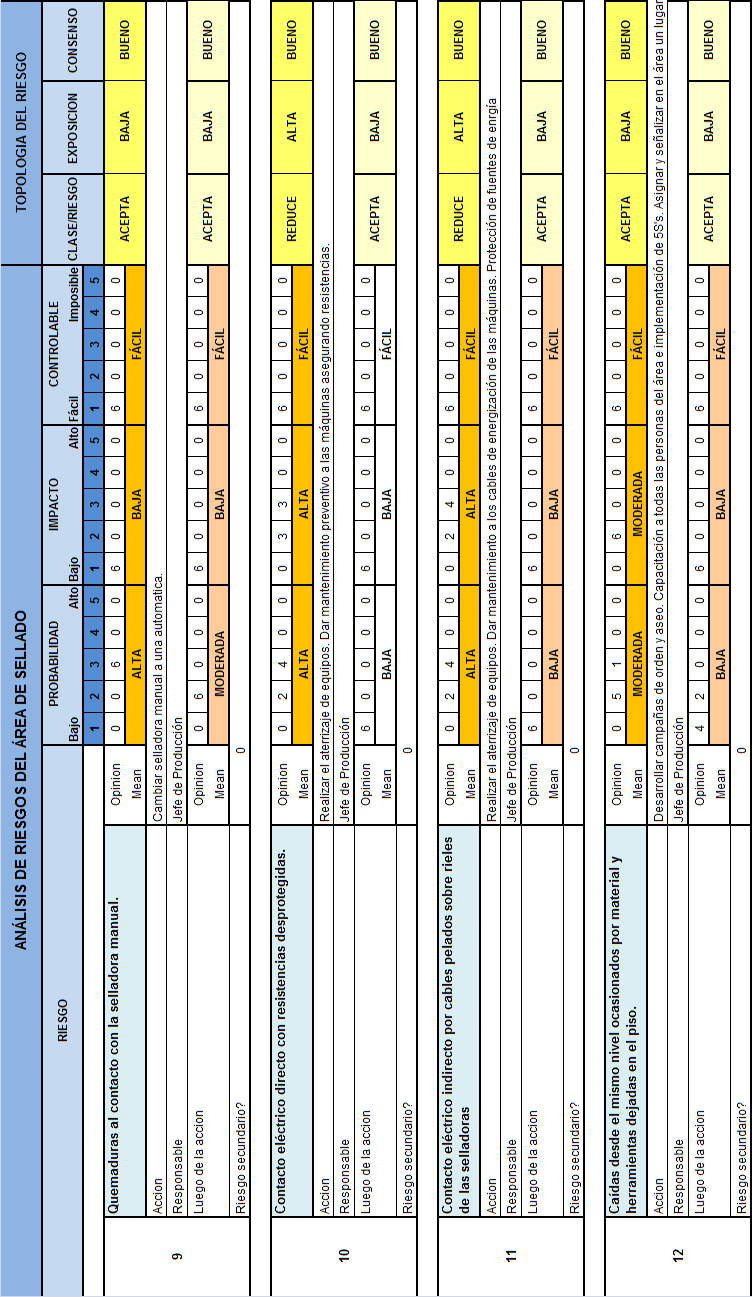 ANÁLISIS DE RIESGOS DEL ÁREA DE SELLADO TOPOLOGIA DEL RIESGO
RIESGO PROBABILIDAD IMPACTO CONTROLABLE CLASE/RIESGO EXPOSICION CONSENSO
Bajo Alto Bajo Alto Fácil Imposible
1 2 3 4 5 1 2 3 4 5 1 2 3 4 5
9 Quemaduras al contacto con la selladora manual. Opinion 0 0 6 0 0 6 0 0 0 0 6 0 0 0 0 ACEPTA BAJA BUENO
Mean ALTA BAJA FÁCIL
Accion Cambiar selladora manual a una automatica.
Responsable Jefe de Producción
Luego de la accion Opinion 0 6 0 0 0 6 0 0 0 0 6 0 0 0 0 ACEPTA BAJA BUENO
Mean MODERADA BAJA FÁCIL
Riesgo secundario? 0
10 Contacto eléctrico directo con resistencias desprotegidas. Opinion 0 2 4 0 0 0 3 3 0 0 6 0 0 0 0 REDUCE ALTA BUENO
Mean ALTA ALTA FÁCIL
Accion Realizar el aterrizaje de equipos. Dar mantenimiento preventivo a las máquinas asegurando resistencias.
Responsable Jefe de Producción
Luego de la accion Opinion 6 0 0 0 0 6 0 0 0 0 6 0 0 0 0 ACEPTA BAJA BUENO
Mean BAJA BAJA FÁCIL
Riesgo secundario? 0
11 Contacto eléctrico indirecto por cables pelados sobre rieles
de las selladoras Opinion 0 2 4 0 0 0 2 4 0 0 6 0 0 0 0 REDUCE ALTA BUENO
Mean ALTA ALTA FÁCIL
Accion Realizar el aterrizaje de equipos. Dar mantenimiento a los cables de energización de las máquinas. Protección de fuentes de enrgía
Responsable Jefe de Producción
Luego de la accion Opinion 6 0 0 0 0 6 0 0 0 0 6 0 0 0 0 ACEPTA BAJA BUENO
Mean BAJA BAJA FÁCIL
Riesgo secundario? 0
12 Caídas desde el mismo nivel ocasionados por material y
herramientas dejadas en el piso. Opinion 0 5 1 0 0 0 6 0 0 0 6 0 0 0 0 ACEPTA BAJA BUENO
Mean MODERADA MODERADA FÁCIL
Accion Desarrollar campañas de orden y aseo. Capacitación a todas las personas del área e implementación de 5S's. Asignar y señalizar en el área un lugar
Responsable Jefe de Producción
Luego de la accion Opinion 4 2 0 0 0 6 0 0 0 0 6 0 0 0 0 ACEPTA BAJA BUENO
Mean BAJA BAJA FÁCIL
Riesgo secundario? 0